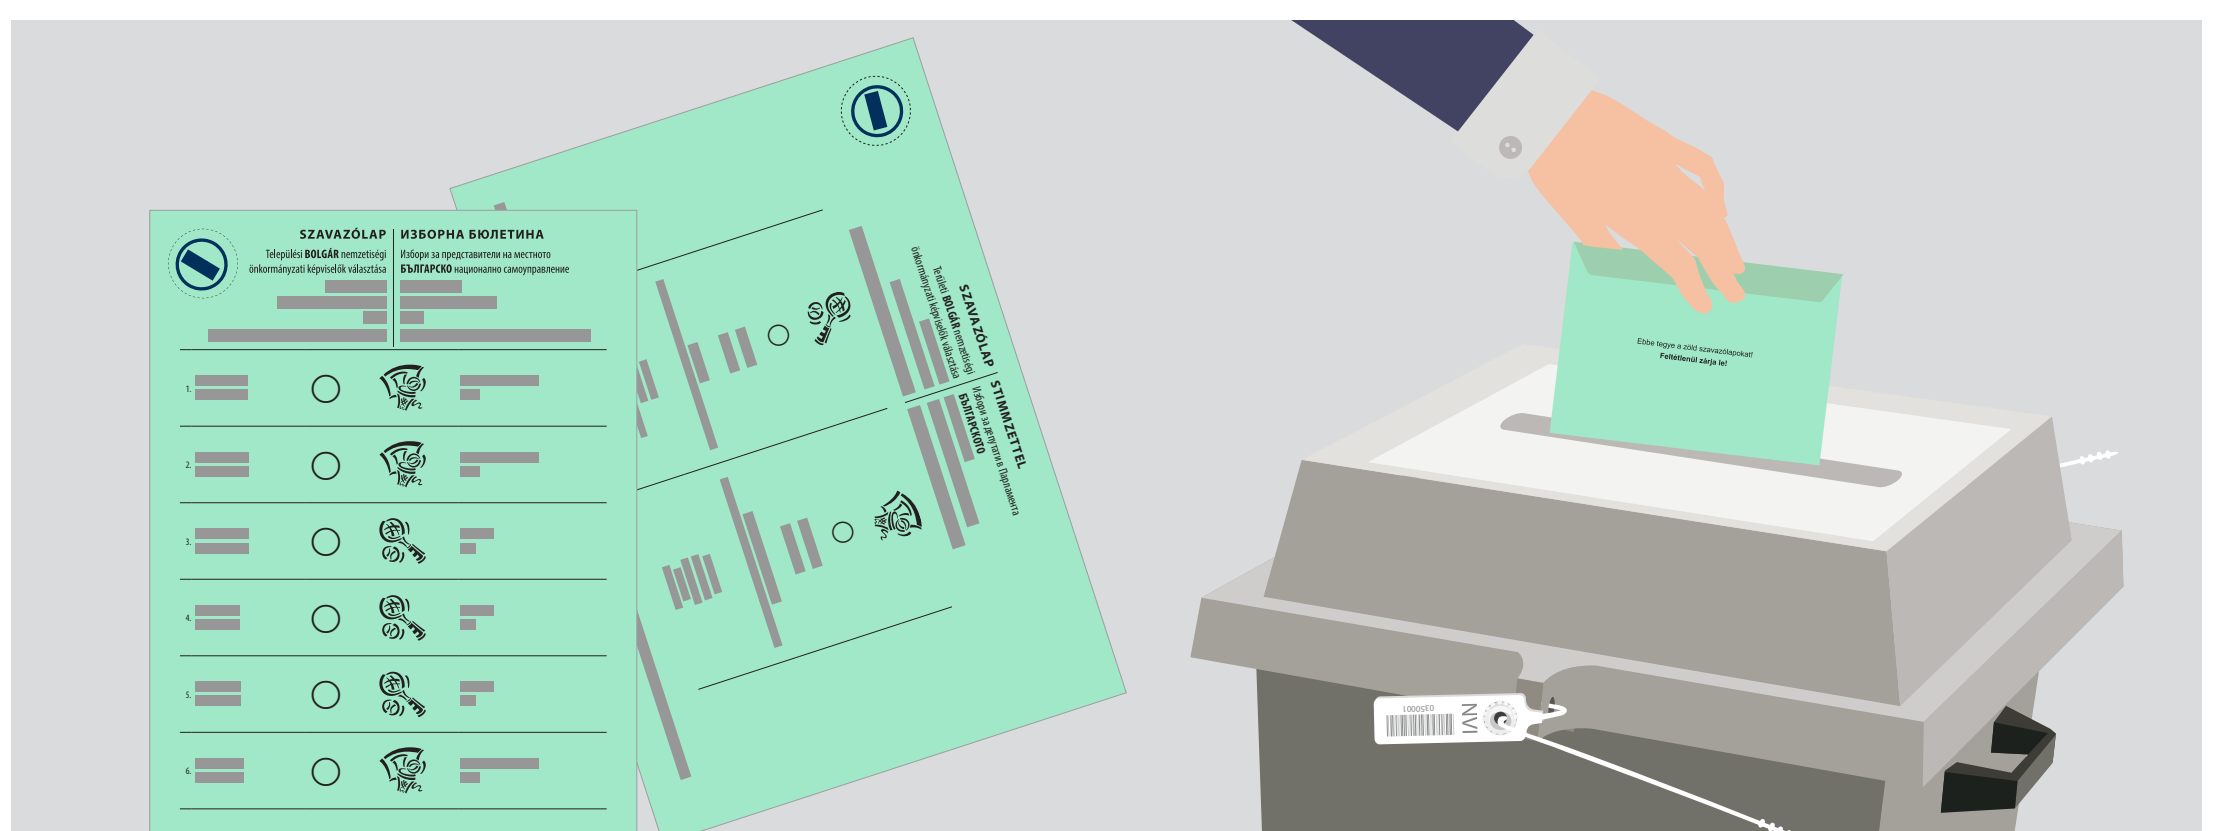 SZAVAZÓLAP
Települési BOLGÁR nemzetiségi
önkormányzati képviselők választása
ИЗБОРНА БЮЛЕТИНА
Избори за представители на местното
БЪЛГАРСКО национално самоуправление
1.
2.
3.
4.
5.
6.
SZAVAZÓLAP
Területi BOLGÁR nemzetiségi
önkormányzati képviselők választása
STIMMZETTEL
Избори за депутати в Парламента
БЪЛГАРСКОТО
Ebbe tegye a zöld szavazólapokat!
Feltétlenül zárja le!
NVI
0350001